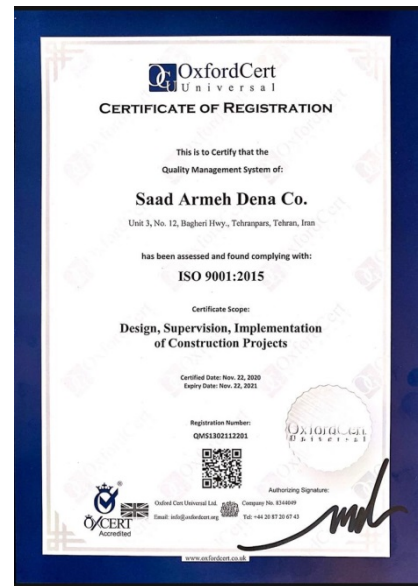 OxfordCert
Universal
CERTIFICATE OF REGISTRATION
This is to Certify that the
Quality Management System of:
Saad Armeh Dena Co.
Unit 3, No. 12, Bagheri Hwy., Tehranpars, Tehran, Iran
has been assessed and found complying with:
ISO 9001:2015
Certificate Scope:
Design, Supervision, Implementation
of Construction Projects
Certified Date: Nov. 22, 2020
Expiry Date: Nov. 22, 2021
Registration Number:
QMS1302112201
OxfordCert
Universal
Authorizing Signature:
OXCERT
Accredited
Oxford Cert Universal Ltd.
Company No. 8344049
Email: info@oxfordcert.org
Tel: +44 20 87 20 67 43
www.oxfordcert.co.uk